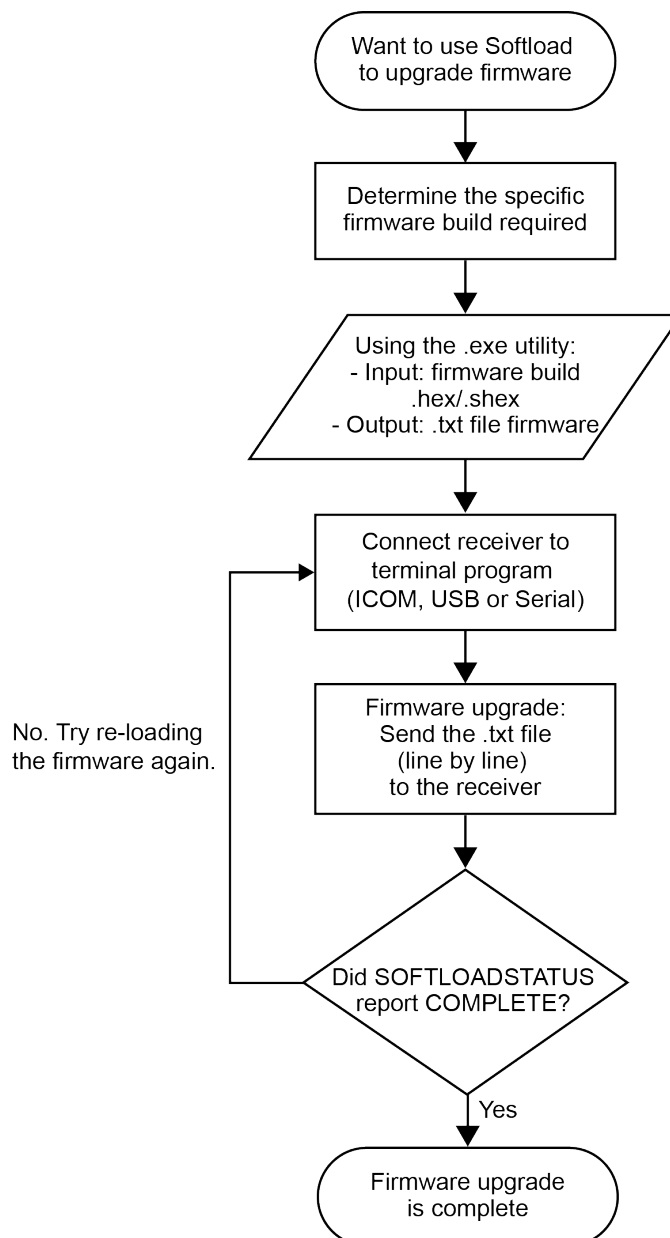 Want to use Softload
to upgrade firmware
Determine the specific
firmware build required
Using the .exe utility:
- Input: firmware build
.hex/.shex
- Output: .txt file firmware
Connect receiver to
terminal program
(ICOM, USB or Serial)
Firmware upgrade:
Send the .txt file
(line by line)
to the receiver
No. Try re-loading
the firmware again.
Did SOFTLOADSTATUS
report COMPLETE?
Yes
Firmware upgrade
is complete